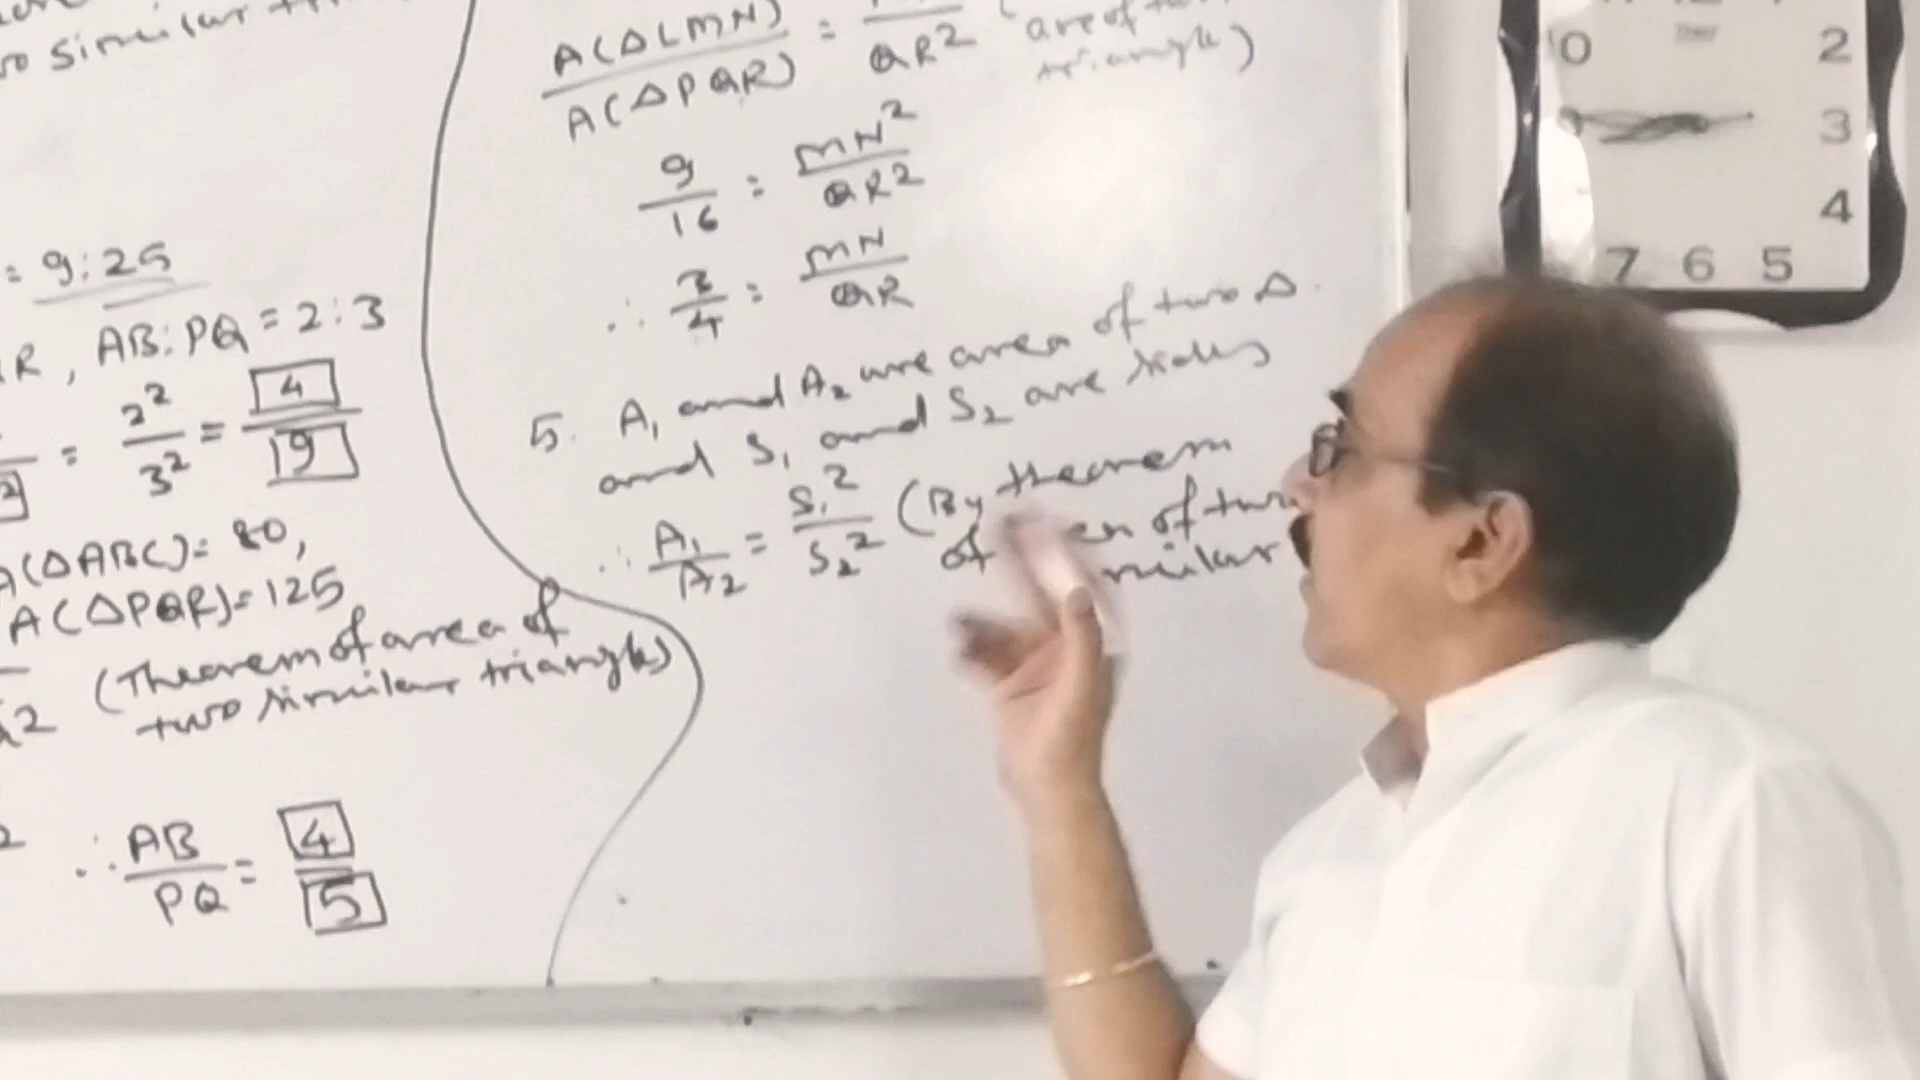 two similar
= 9:25
R, AB:PQ = 2:3
= 2² / 3² = 4 / 9
A(ΔABC)= 80,
A(ΔPQR)= 125
(Theorem of area of
two similar triangles)
∴ AB / PQ = 4 / 5
A(ΔLMN) / A(ΔPQR) = / QR²
area of
triangle)
9 / 16 = MN² / QR²
∴ 3 / 4 = MN / QR
5. A₁ and A₂ are area of two Δ.
and S₁ and S₂ are sides
∴ A₁ / A₂ = S₁² / S₂² (By theorem
of of two
similar
10 2
3
4
7 6 5